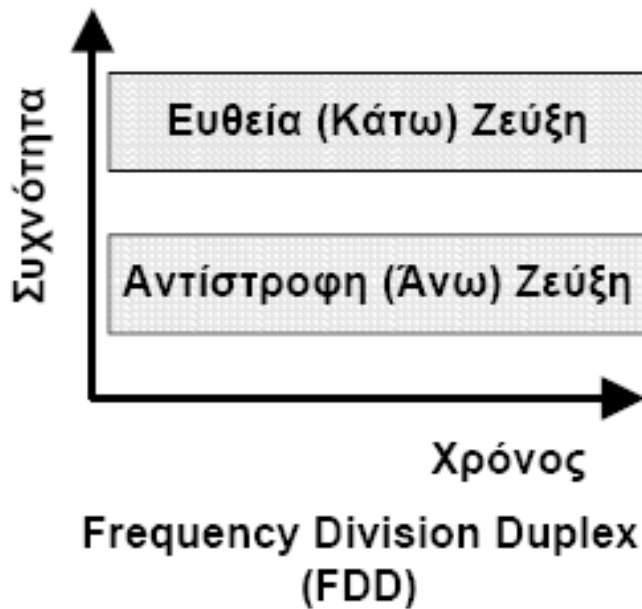 Συχνότητα
Ευθεία (Κάτω) Ζεύξη
Αντίστροφη (Άνω) Ζεύξη
Χρόνος
Frequency Division Duplex
(FDD)